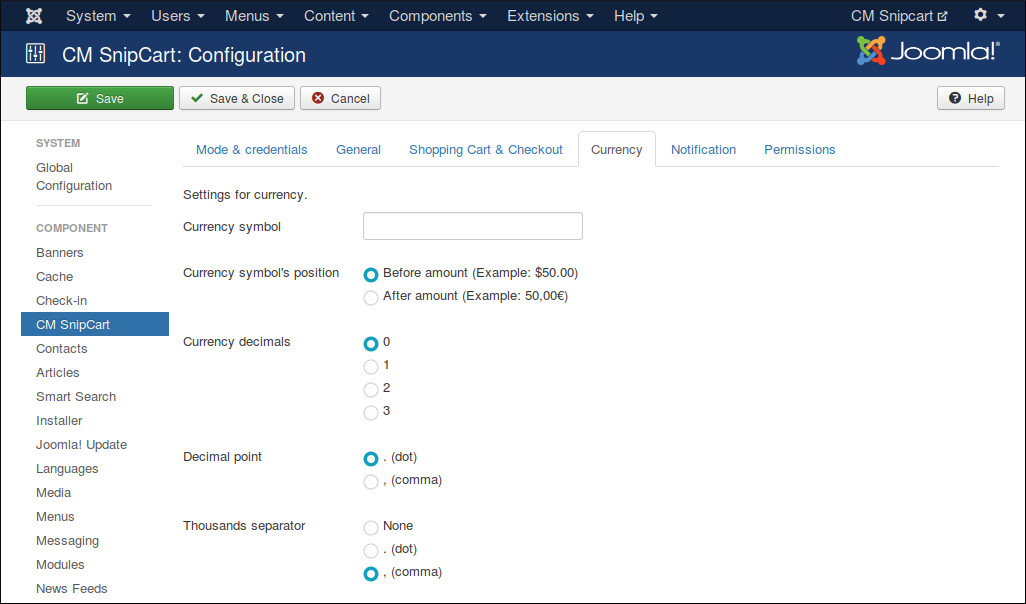 System Users Menus Content Components Extensions Help CM Snipcart
CM SnipCart: Configuration Joomla!®
Save Save & Close Cancel Help
SYSTEM
Global
Configuration
COMPONENT
Banners
Cache
Check-in
CM SnipCart
Contacts
Articles
Smart Search
Installer
Joomla! Update
Languages
Media
Menus
Messaging
Modules
News Feeds
Mode & credentials General Shopping Cart & Checkout Currency Notification Permissions
Settings for currency.
Currency symbol
Currency symbol's position Before amount (Example: $50.00)
After amount (Example: 50,00€)
Currency decimals 0
1
2
3
Decimal point . (dot)
, (comma)
Thousands separator None
. (dot)
, (comma)